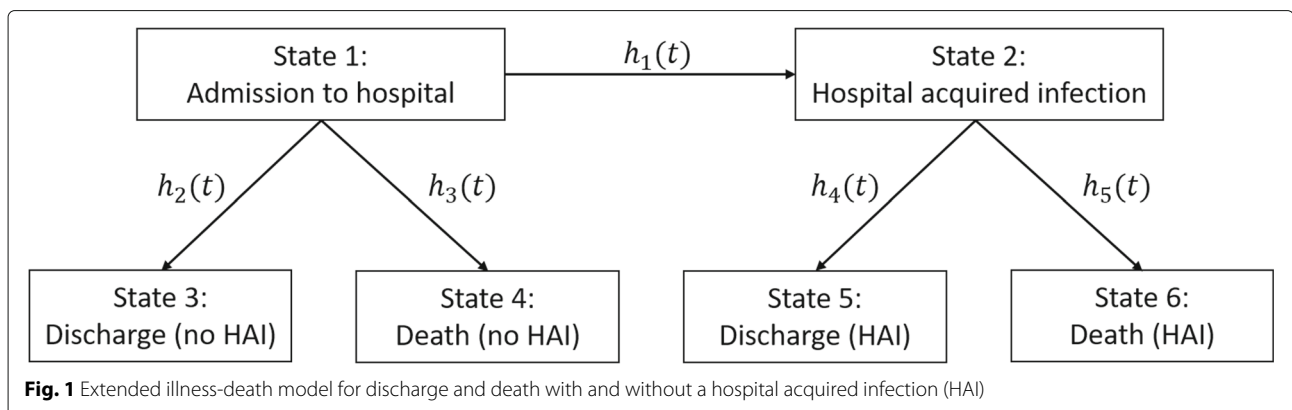 State 1:
Admission to hospital
h₁(t)
State 2:
Hospital acquired infection
h₂(t)
h₃(t)
h₄(t)
h₅(t)
State 3:
Discharge (no HAI)
State 4:
Death (no HAI)
State 5:
Discharge (HAI)
State 6:
Death (HAI)
Fig. 1 Extended illness-death model for discharge and death with and without a hospital acquired infection (HAI)